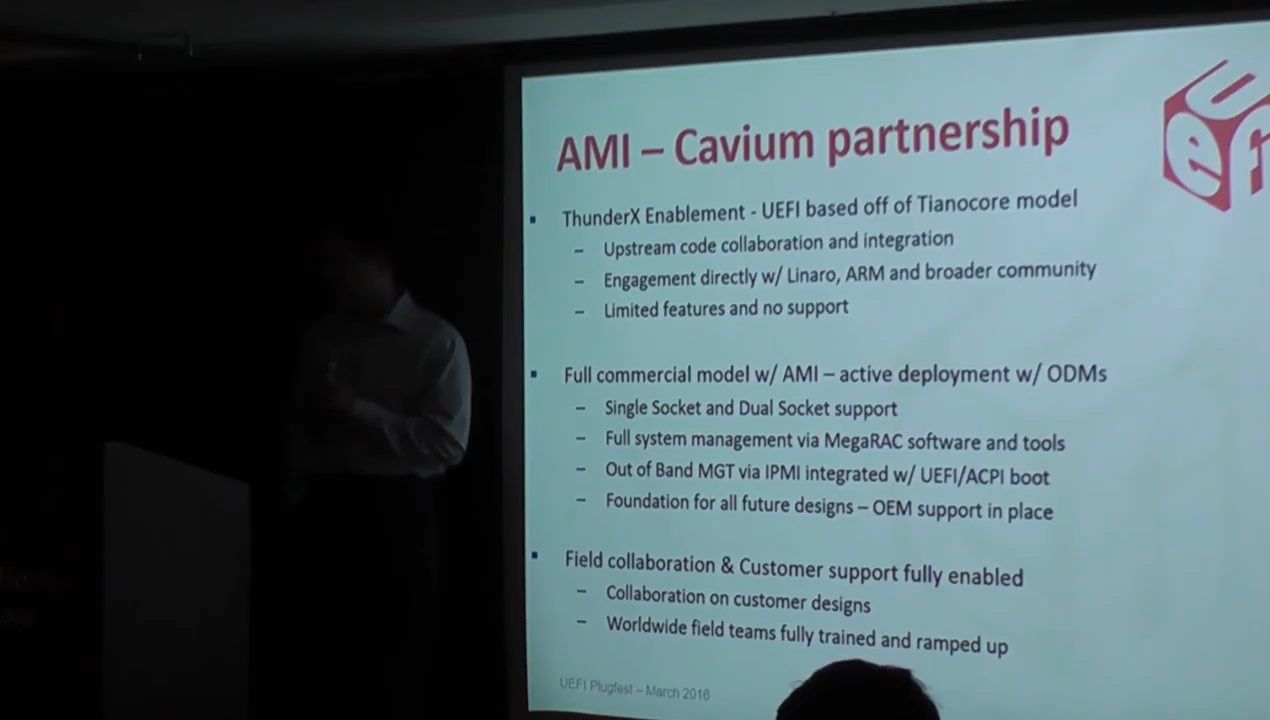 AMI – Cavium partnership
▪ ThunderX Enablement - UEFI based off of Tianocore model
– Upstream code collaboration and integration
– Engagement directly w/ Linaro, ARM and broader community
– Limited features and no support
▪ Full commercial model w/ AMI – active deployment w/ ODMs
– Single Socket and Dual Socket support
– Full system management via MegaRAC software and tools
– Out of Band MGT via IPMI integrated w/ UEFI/ACPI boot
– Foundation for all future designs – OEM support in place
▪ Field collaboration & Customer support fully enabled
– Collaboration on customer designs
– Worldwide field teams fully trained and ramped up
UEFI Plugfest – March 2016